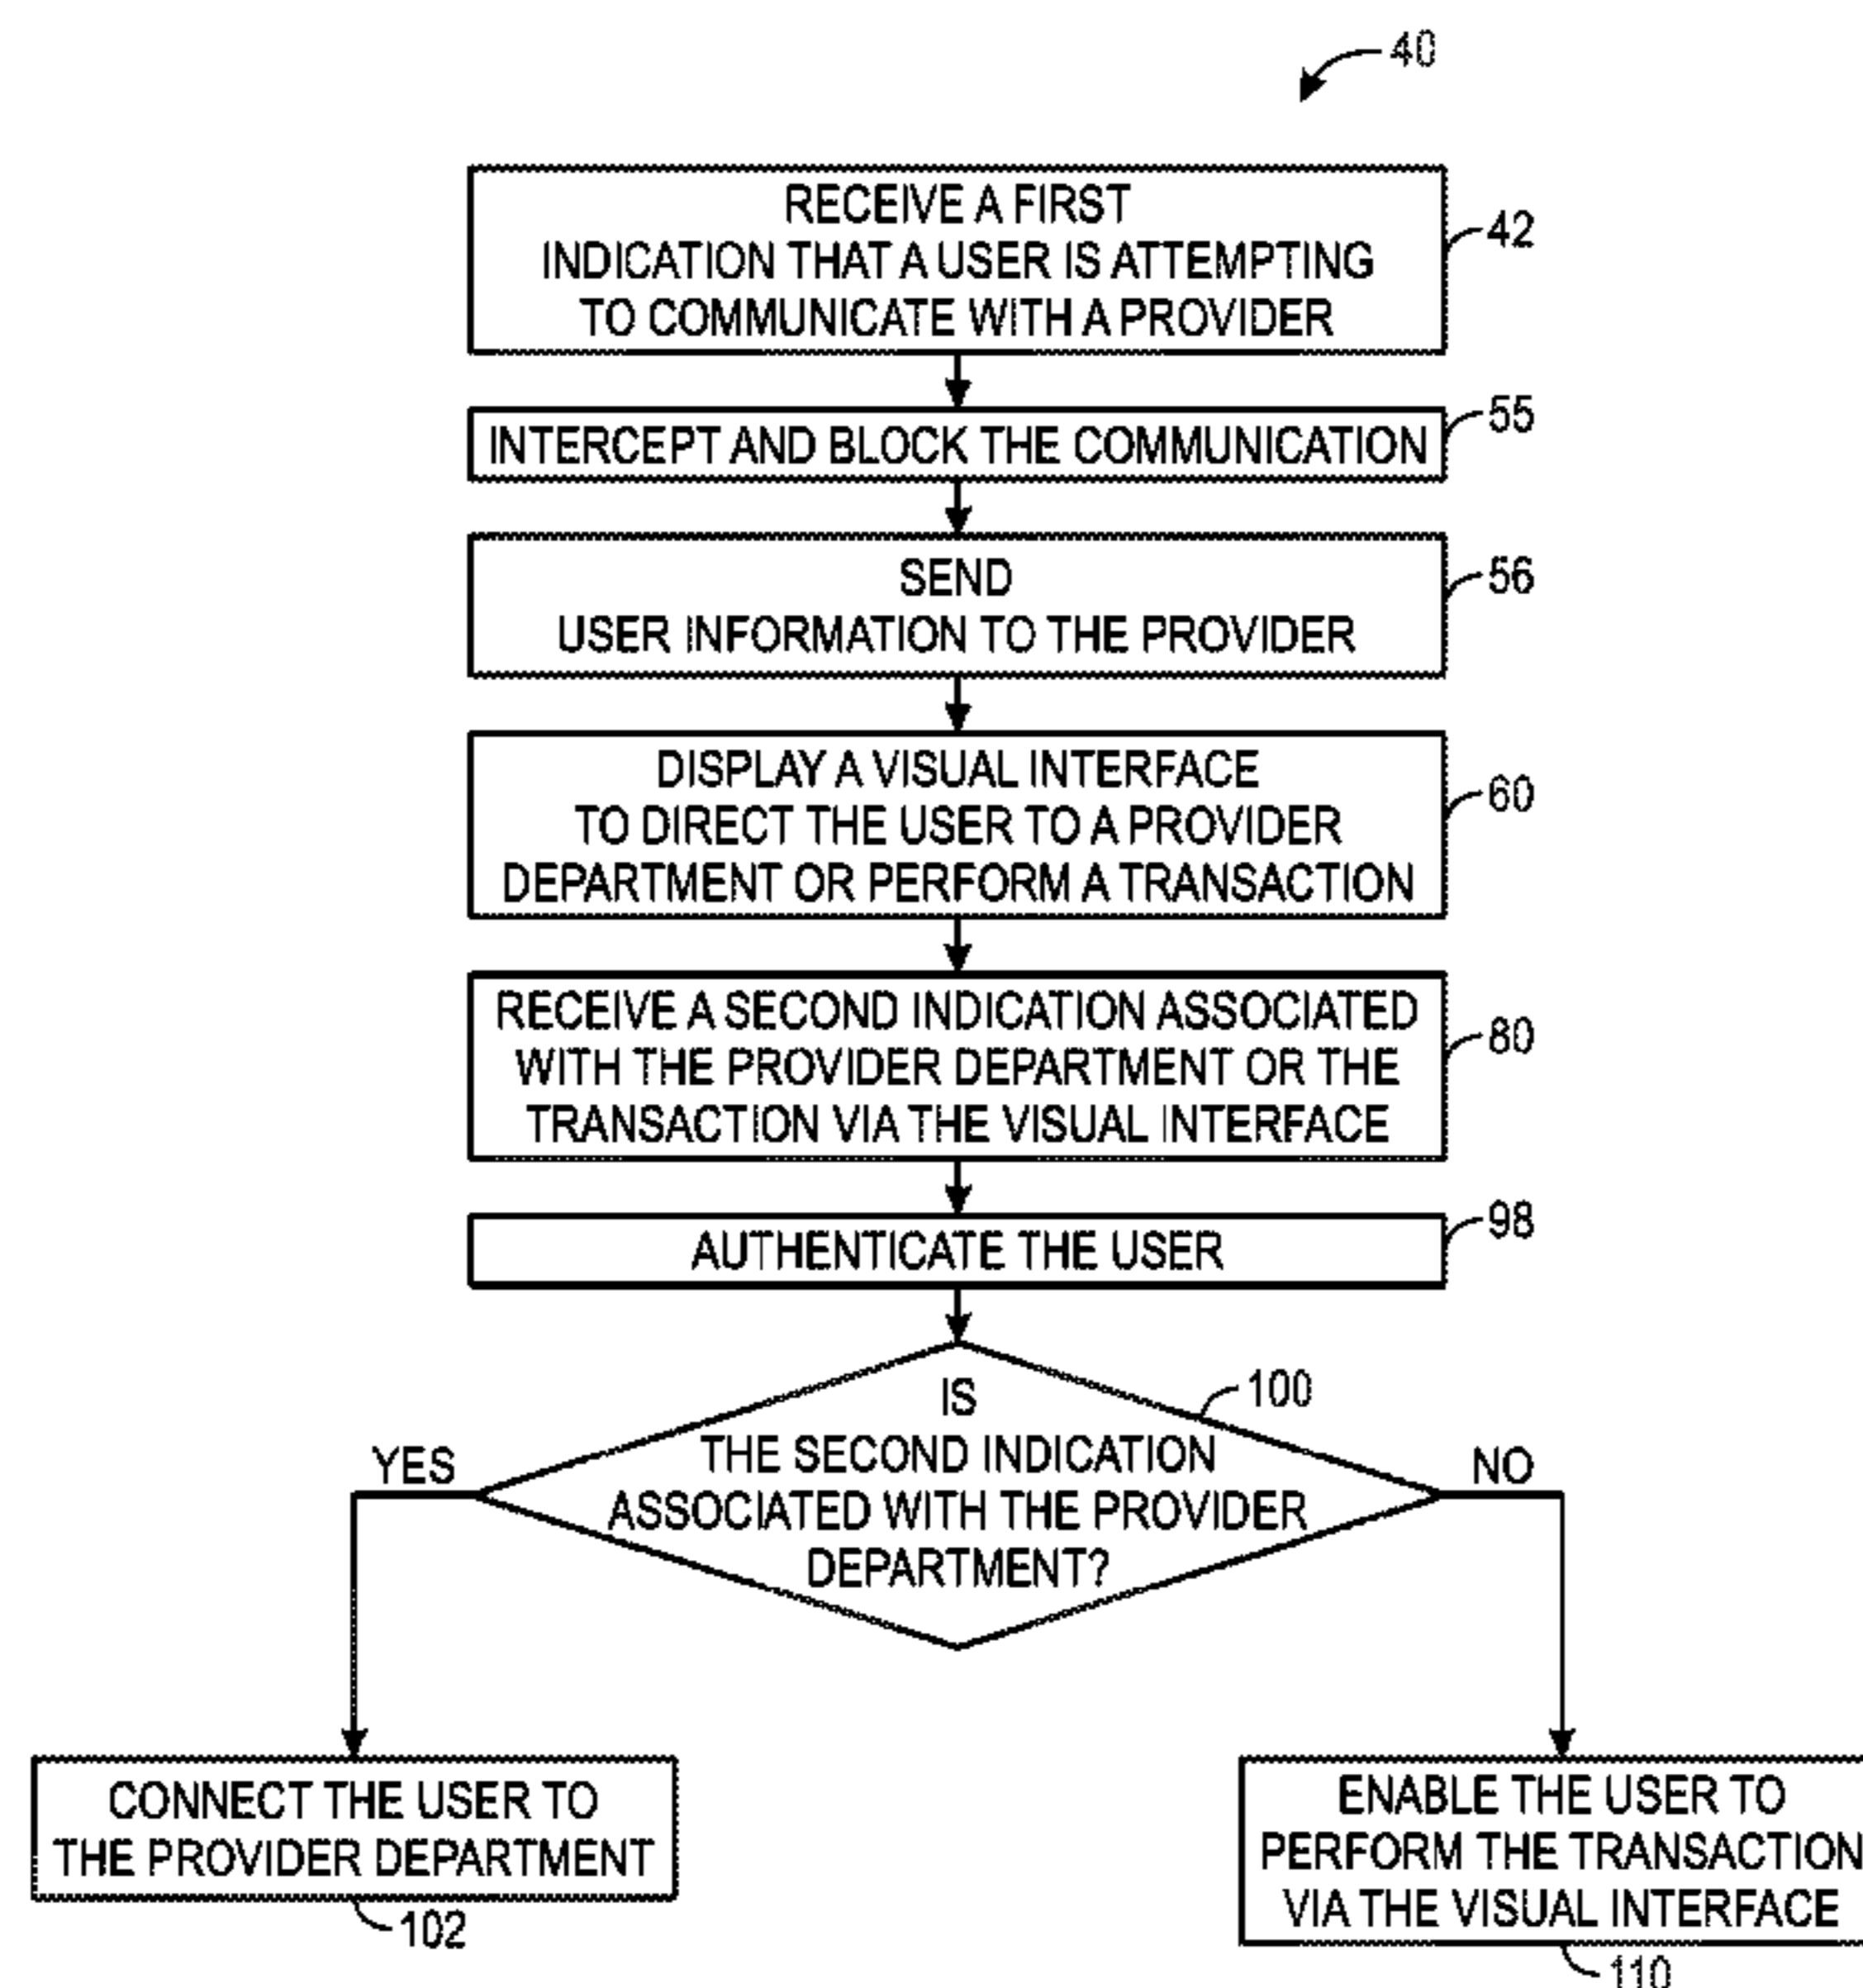 40
RECEIVE A FIRST
INDICATION THAT A USER IS ATTEMPTING
TO COMMUNICATE WITH A PROVIDER
42
INTERCEPT AND BLOCK THE COMMUNICATION
55
SEND
USER INFORMATION TO THE PROVIDER
56
DISPLAY A VISUAL INTERFACE
TO DIRECT THE USER TO A PROVIDER
DEPARTMENT OR PERFORM A TRANSACTION
60
RECEIVE A SECOND INDICATION ASSOCIATED
WITH THE PROVIDER DEPARTMENT OR THE
TRANSACTION VIA THE VISUAL INTERFACE
80
AUTHENTICATE THE USER
98
IS
THE SECOND INDICATION
ASSOCIATED WITH THE PROVIDER
DEPARTMENT?
100
YES
NO
CONNECT THE USER TO
THE PROVIDER DEPARTMENT
102
ENABLE THE USER TO
PERFORM THE TRANSACTION
VIA THE VISUAL INTERFACE
110